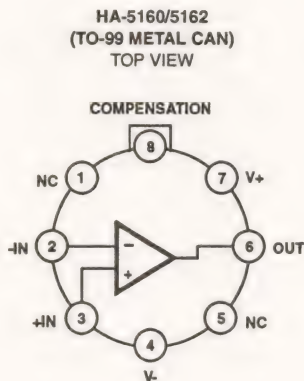 HA-5160/5162
(TO-99 METAL CAN)
TOP VIEW
COMPENSATION
8
NC 1 7 V+
-IN 2 - 6 OUT
+
+IN 3 5 NC
4
V-